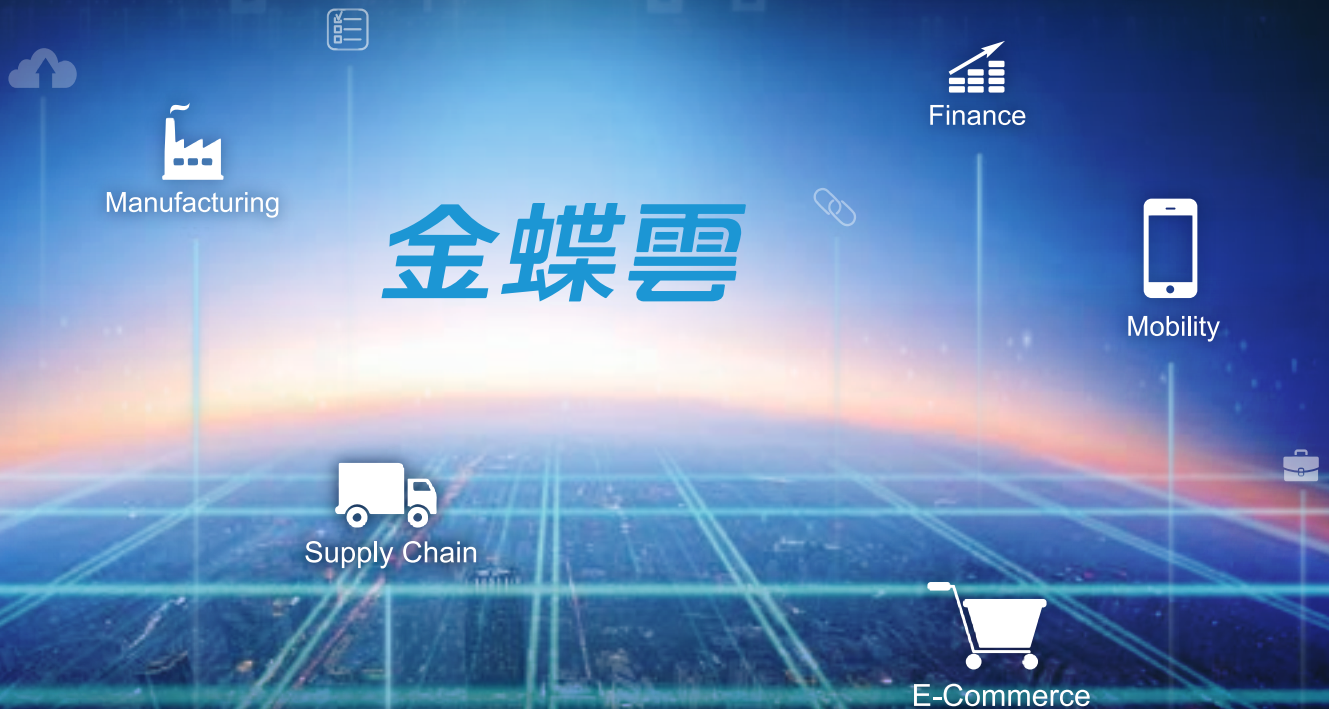 Finance
Manufacturing
金蝶雲
Mobility
Supply Chain
E-Commerce